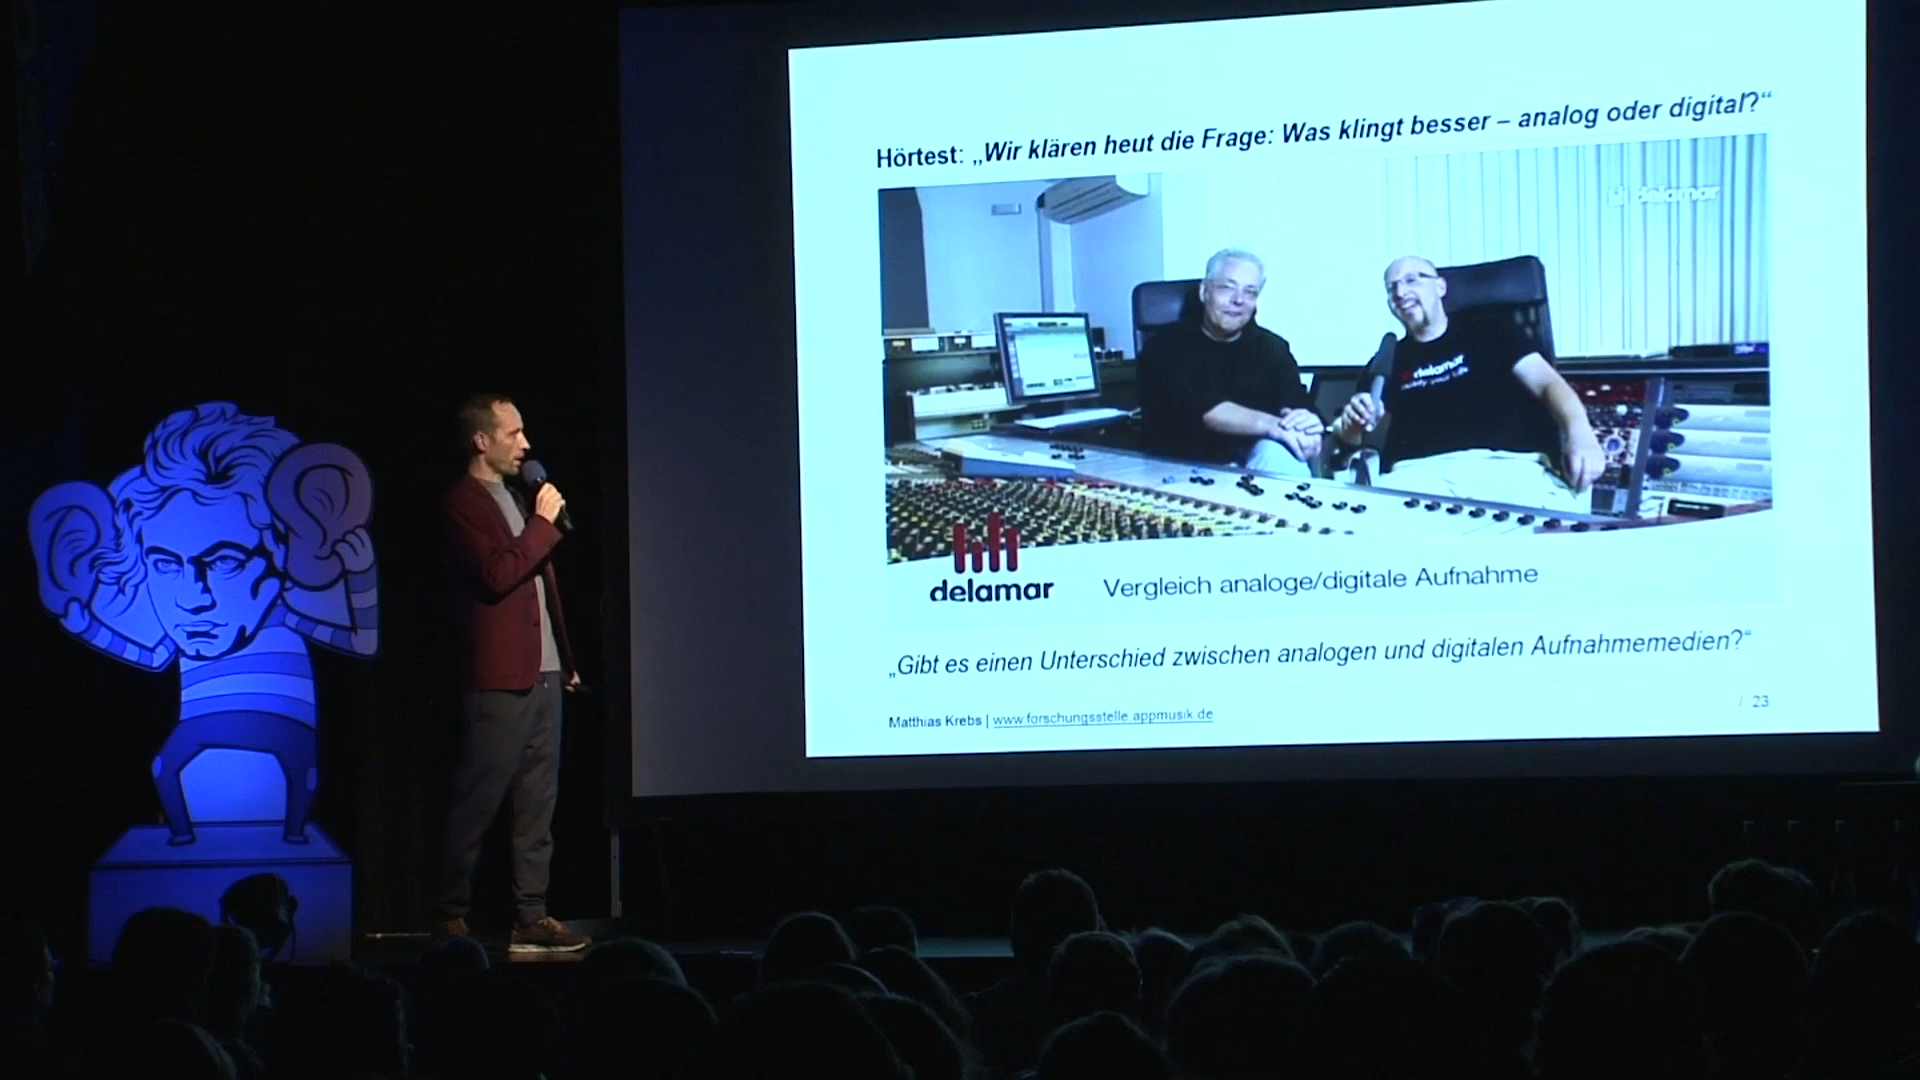 Hörtest: „Wir klären heut die Frage: Was klingt besser – analog oder digital?“
delamar
delamar
delamar
Vergleich analoge/digitale Aufnahme
„Gibt es einen Unterschied zwischen analogen und digitalen Aufnahmemedien?“
/ 23
Matthias Krebs | www.forschungsstelle.appmusik.de